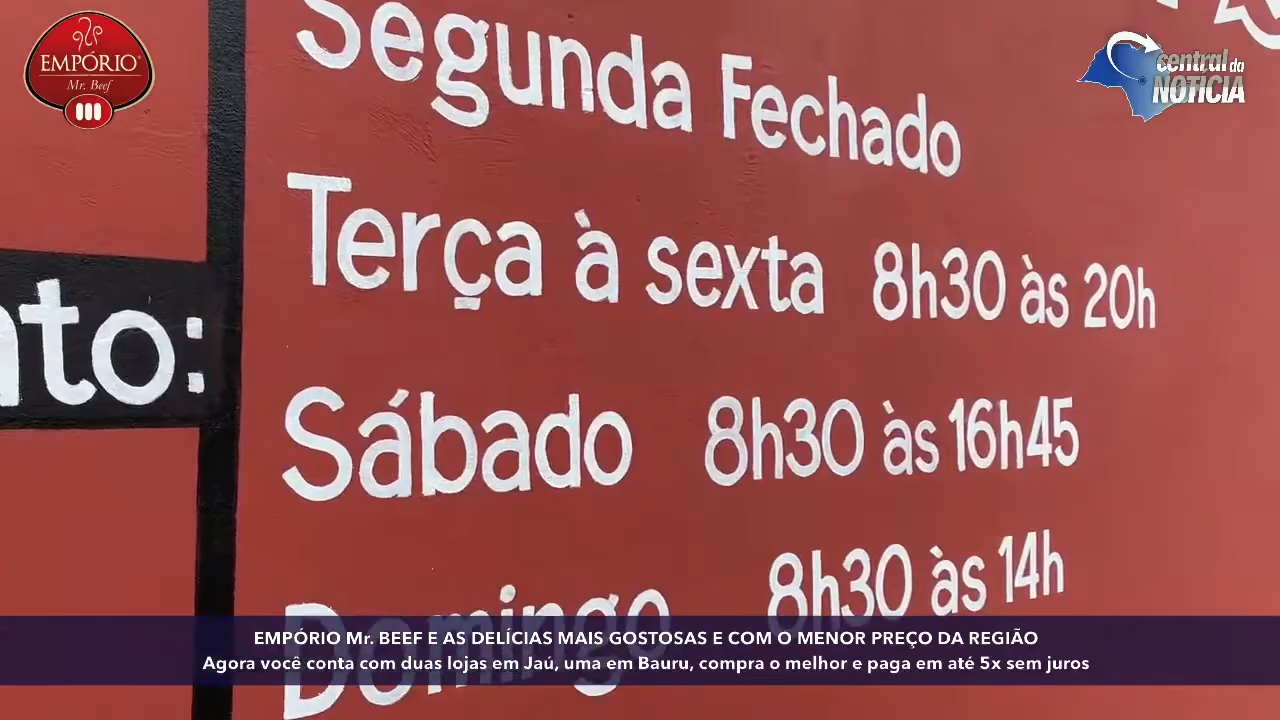 EMPÓRIO
Mr. Beef
central da
NOTÍCIA
Segunda Fechado
Terça à sexta 8h30 às 20h
nto:
Sábado 8h30 às 16h45
Domingo 8h30 às 14h
EMPÓRIO Mr. BEEF E AS DELÍCIAS MAIS GOSTOSAS E COM O MENOR PREÇO DA REGIÃO
Agora você conta com duas lojas em Jaú, uma em Bauru, compra o melhor e paga em até 5x sem juros